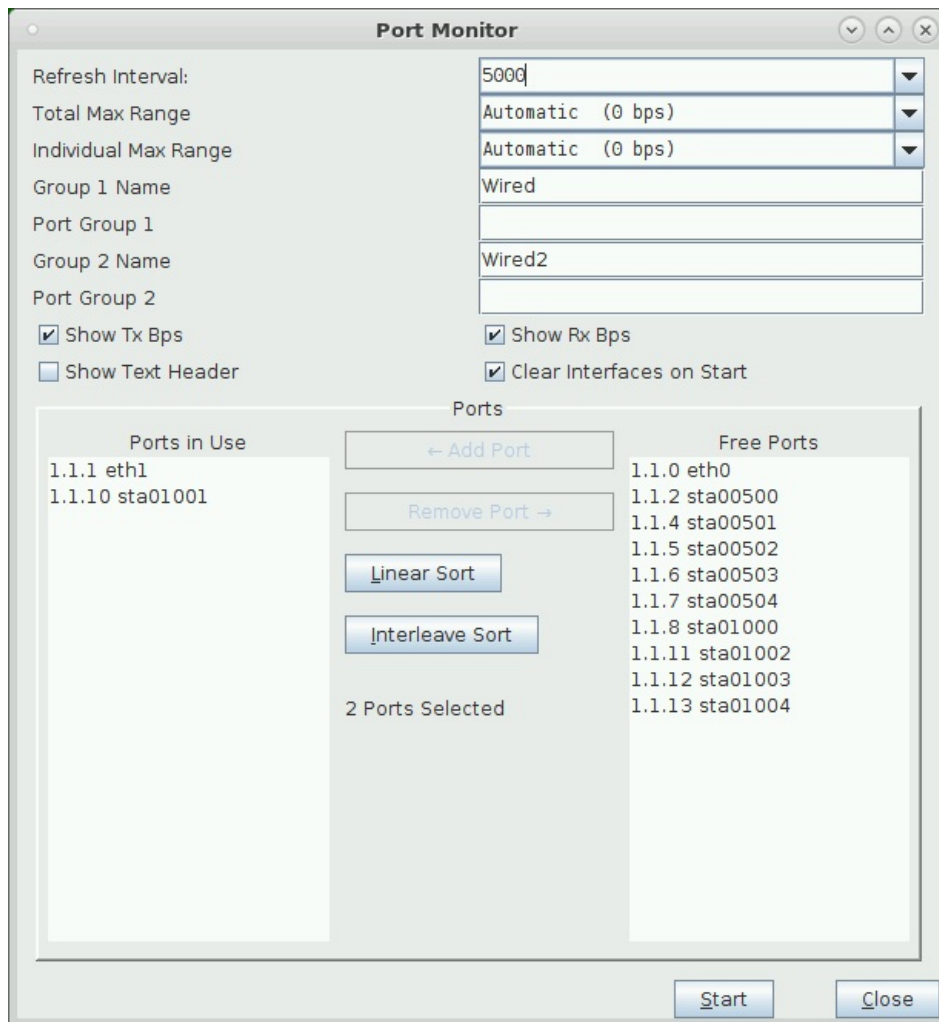 Port Monitor
Refresh Interval: 5000
Total Max Range Automatic (0 bps)
Individual Max Range Automatic (0 bps)
Group 1 Name Wired
Port Group 1
Group 2 Name Wired2
Port Group 2
Show Tx Bps Show Rx Bps
Show Text Header Clear Interfaces on Start
Ports
Ports in Use
1.1.1 eth1
1.1.10 sta01001
← Add Port
Remove Port →
Linear Sort
Interleave Sort
2 Ports Selected
Free Ports
1.1.0 eth0
1.1.2 sta00500
1.1.4 sta00501
1.1.5 sta00502
1.1.6 sta00503
1.1.7 sta00504
1.1.8 sta01000
1.1.11 sta01002
1.1.12 sta01003
1.1.13 sta01004
Start Close